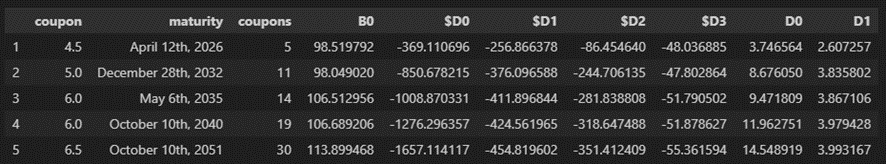 coupon maturity coupons B0 $D0 $D1 $D2 $D3 D0 D1
1 4.5 April 12th, 2026 5 98.519792 -369.110696 -256.866378 -86.454640 -48.036885 3.746564 2.607257
2 5.0 December 28th, 2032 11 98.049020 -850.678215 -376.096588 -244.706135 -47.802864 8.676050 3.835802
3 6.0 May 6th, 2035 14 106.512956 -1008.870331 -411.896844 -281.838808 -51.790502 9.471809 3.867106
4 6.0 October 10th, 2040 19 106.689206 -1276.296357 -424.561965 -318.647488 -51.878627 11.962751 3.979428
5 6.5 October 10th, 2051 30 113.899468 -1657.114117 -454.819602 -351.412409 -55.361594 14.548919 3.993167